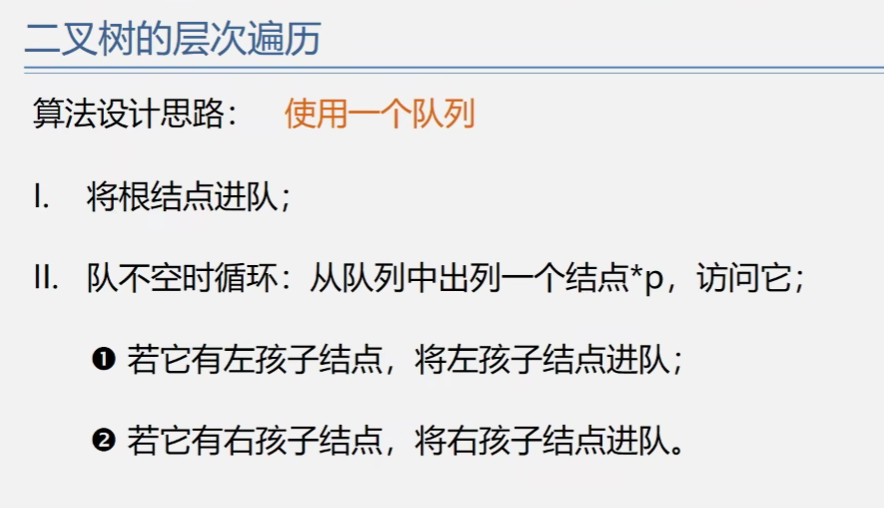 二叉树的层次遍历
算法设计思路： 使用一个队列
I. 将根结点进队；
II. 队不空时循环：从队列中出列一个结点*p，访问它；
❶ 若它有左孩子结点，将左孩子结点进队；
❷ 若它有右孩子结点，将右孩子结点进队。